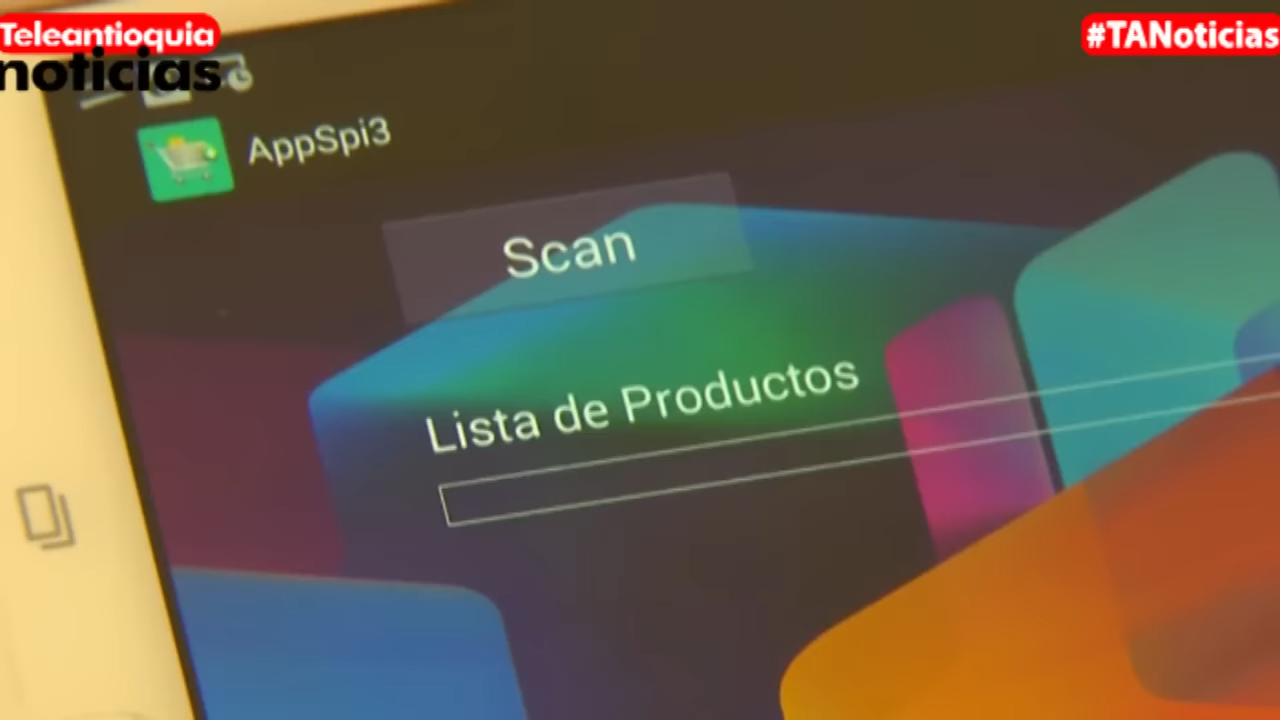 Teleantioquia
noticias
#TANoticias
AppSpi3
Scan
Lista de Productos